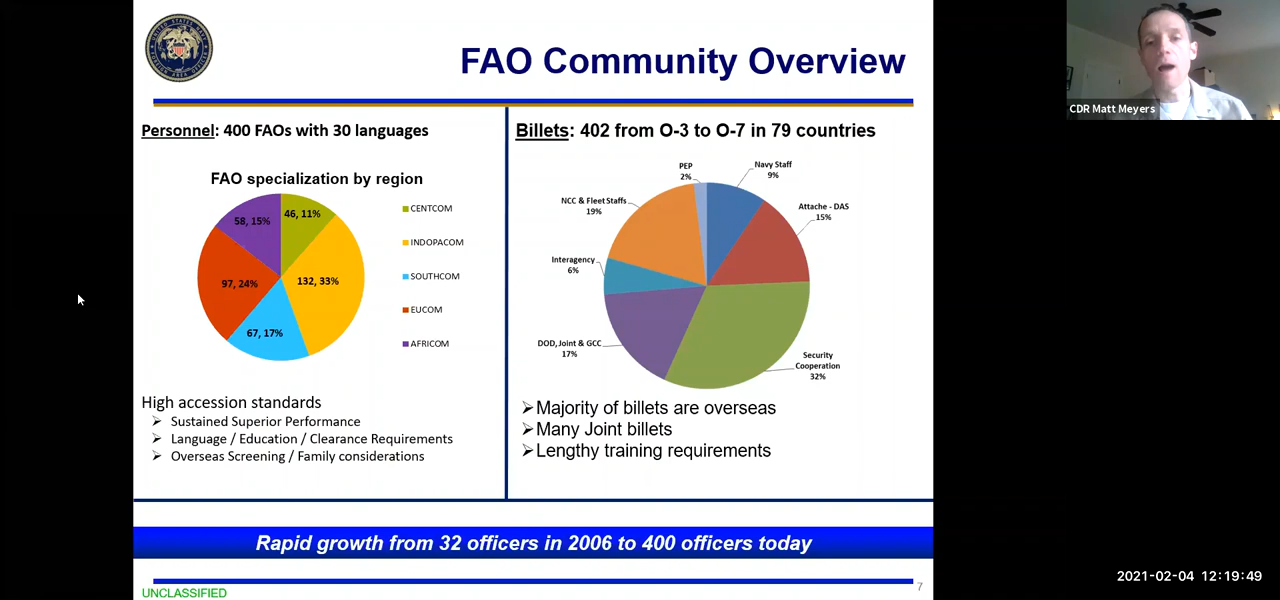 FAO Community Overview
Personnel: 400 FAOs with 30 languages
FAO specialization by region
46, 11%
132, 33%
67, 17%
97, 24%
58, 15%
CENTCOM
INDOPACOM
SOUTHCOM
EUCOM
AFRICOM
High accession standards
Sustained Superior Performance
Language / Education / Clearance Requirements
Overseas Screening / Family considerations
Billets: 402 from O-3 to O-7 in 79 countries
PEP
2%
Navy Staff
9%
Attache - DAS
15%
Security
Cooperation
32%
DOD, Joint & GCC
17%
Interagency
6%
NCC & Fleet Staffs
19%
Majority of billets are overseas
Many Joint billets
Lengthy training requirements
Rapid growth from 32 officers in 2006 to 400 officers today
UNCLASSIFIED
7
CDR Matt Meyers
2021-02-04 12:19:49